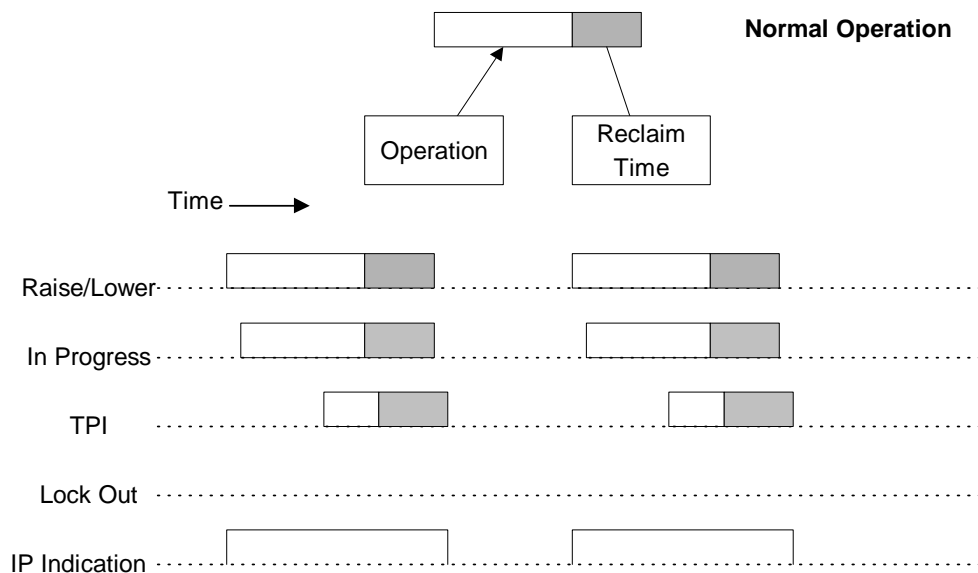 Normal Operation
Operation
Reclaim
Time
Time
Raise/Lower
In Progress
TPI
Lock Out
IP Indication